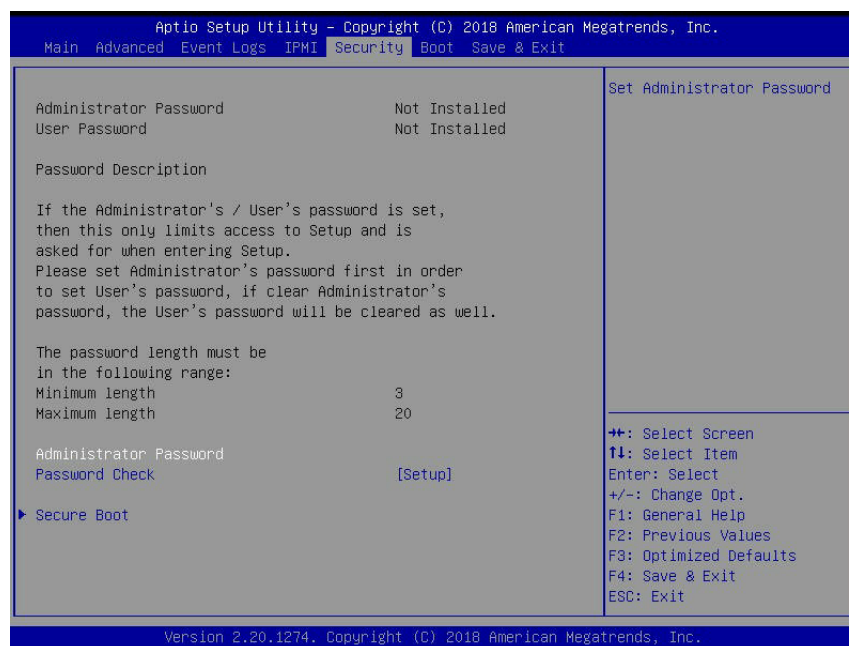 Aptio Setup Utility – Copyright (C) 2018 American Megatrends, Inc.
Main Advanced Event Logs IPMI Security Boot Save & Exit
Administrator Password Not Installed
User Password Not Installed
Password Description
If the Administrator's / User's password is set,
then this only limits access to Setup and is
asked for when entering Setup.
Please set Administrator's password first in order
to set User's password, if clear Administrator's
password, the User's password will be cleared as well.
The password length must be
in the following range:
Minimum length 3
Maximum length 20
Administrator Password
Password Check [Setup]
Secure Boot
Set Administrator Password
→←: Select Screen
↑↓: Select Item
Enter: Select
+/-: Change Opt.
F1: General Help
F2: Previous Values
F3: Optimized Defaults
F4: Save & Exit
ESC: Exit
Version 2.20.1274. Copyright (C) 2018 American Megatrends, Inc.